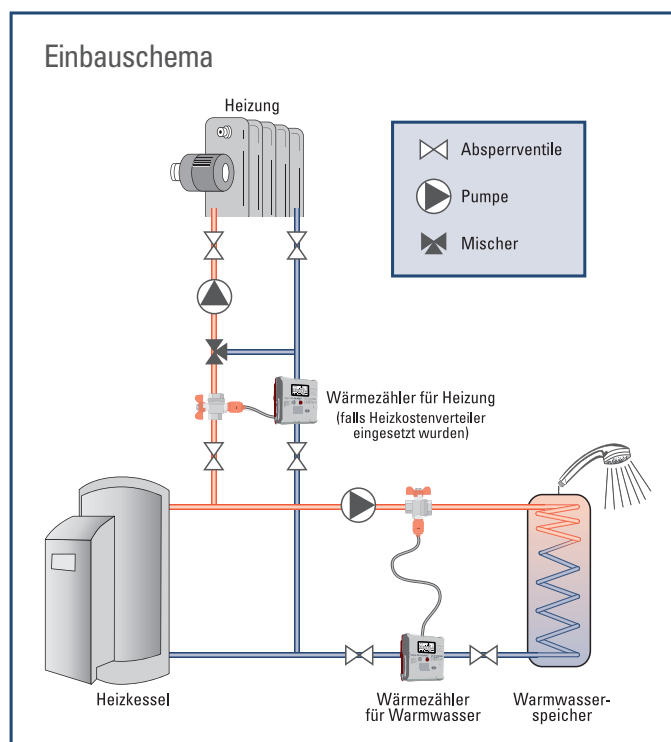 Einbauschema
Heizung
Absperrventile
Pumpe
Mischer
Wärmezähler für Heizung
(falls Heizkostenverteiler
eingesetzt wurden)
Heizkessel
Wärmezähler
für Warmwasser
Warmwasser-
speicher